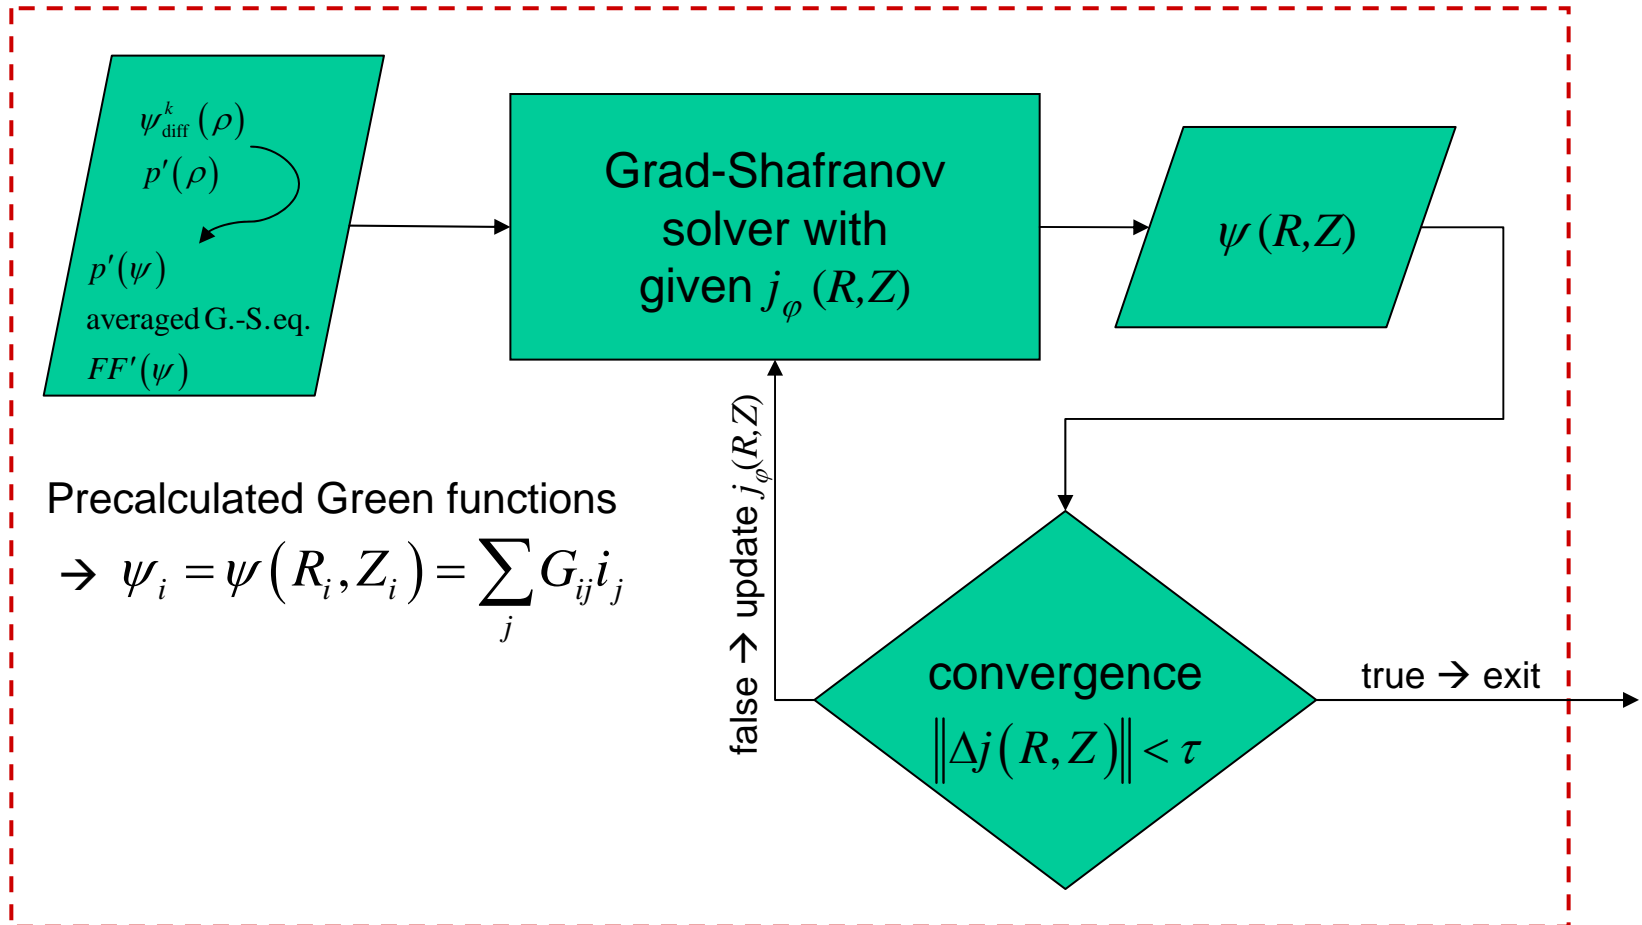 ψ^k_diff (ρ)
p′(ρ)
p′(ψ)
averaged G.-S. eq.
FF′(ψ)
Grad-Shafranov
solver with
given j_φ (R,Z)
ψ (R,Z)
Precalculated Green functions
→ ψ_i = ψ(R_i, Z_i) = ∑_j G_ij i_j
false → update j_φ(R,Z)
convergence
‖Δj(R, Z)‖ < τ
true → exit